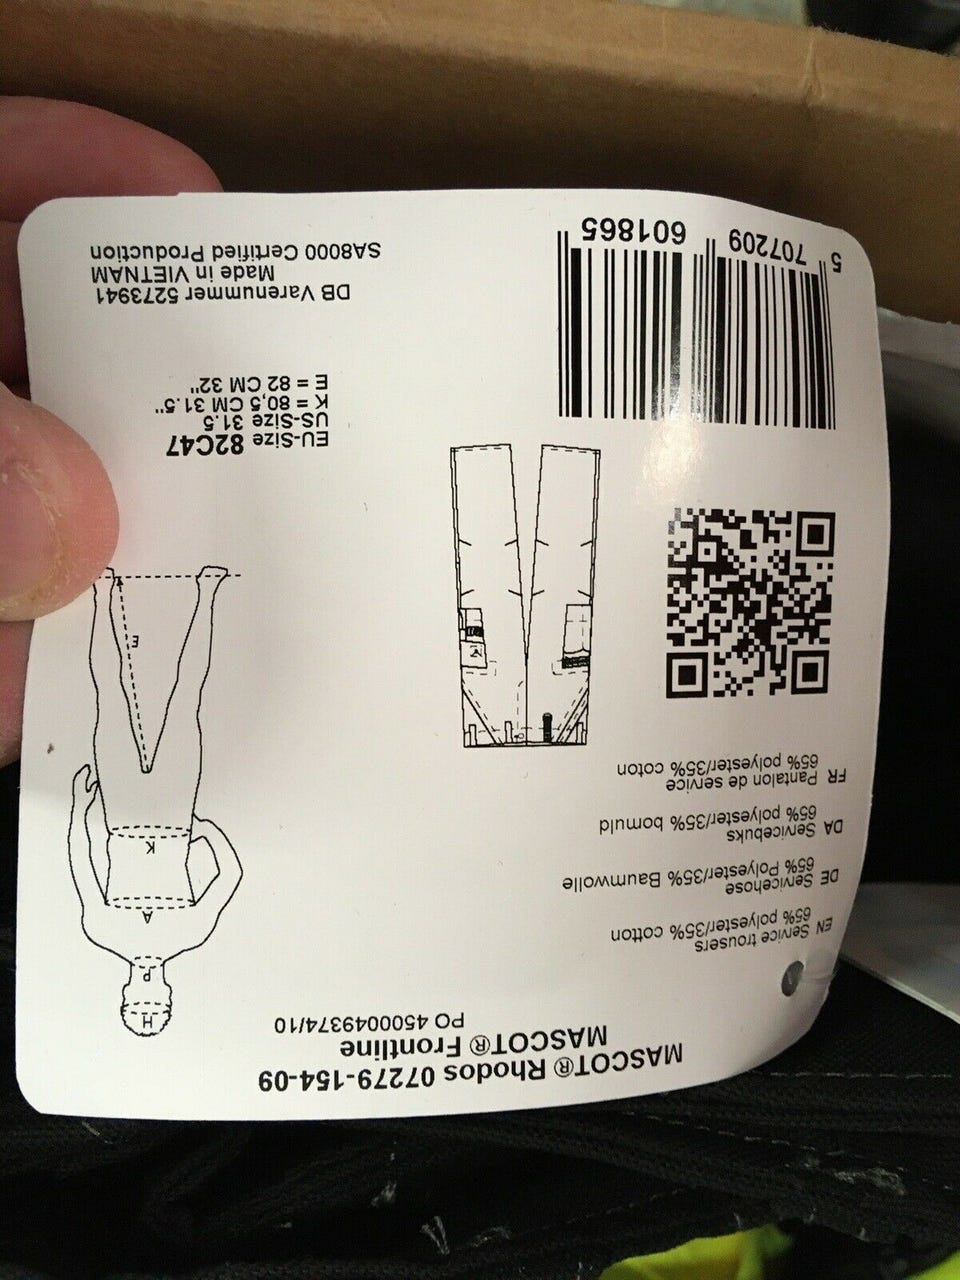 MASCOT® Rhodos 07279-154-09
MASCOT® Frontline
PO 4500049374/10
EN Service trousers
65% polyester/35% cotton
DE Servicehose
65% Polyester/35% Baumwolle
DA Servicebuks
65% polyester/35% bomuld
FR Pantalon de service
65% polyester/35% coton
H
P
A
K
E
EU-Size 82C47
US-Size 31.5
K = 80,5 CM 31.5"
E = 82 CM 32"
DB Varenummer 5273941
Made in VIETNAM
SA8000 Certified Production
5 707209 601865